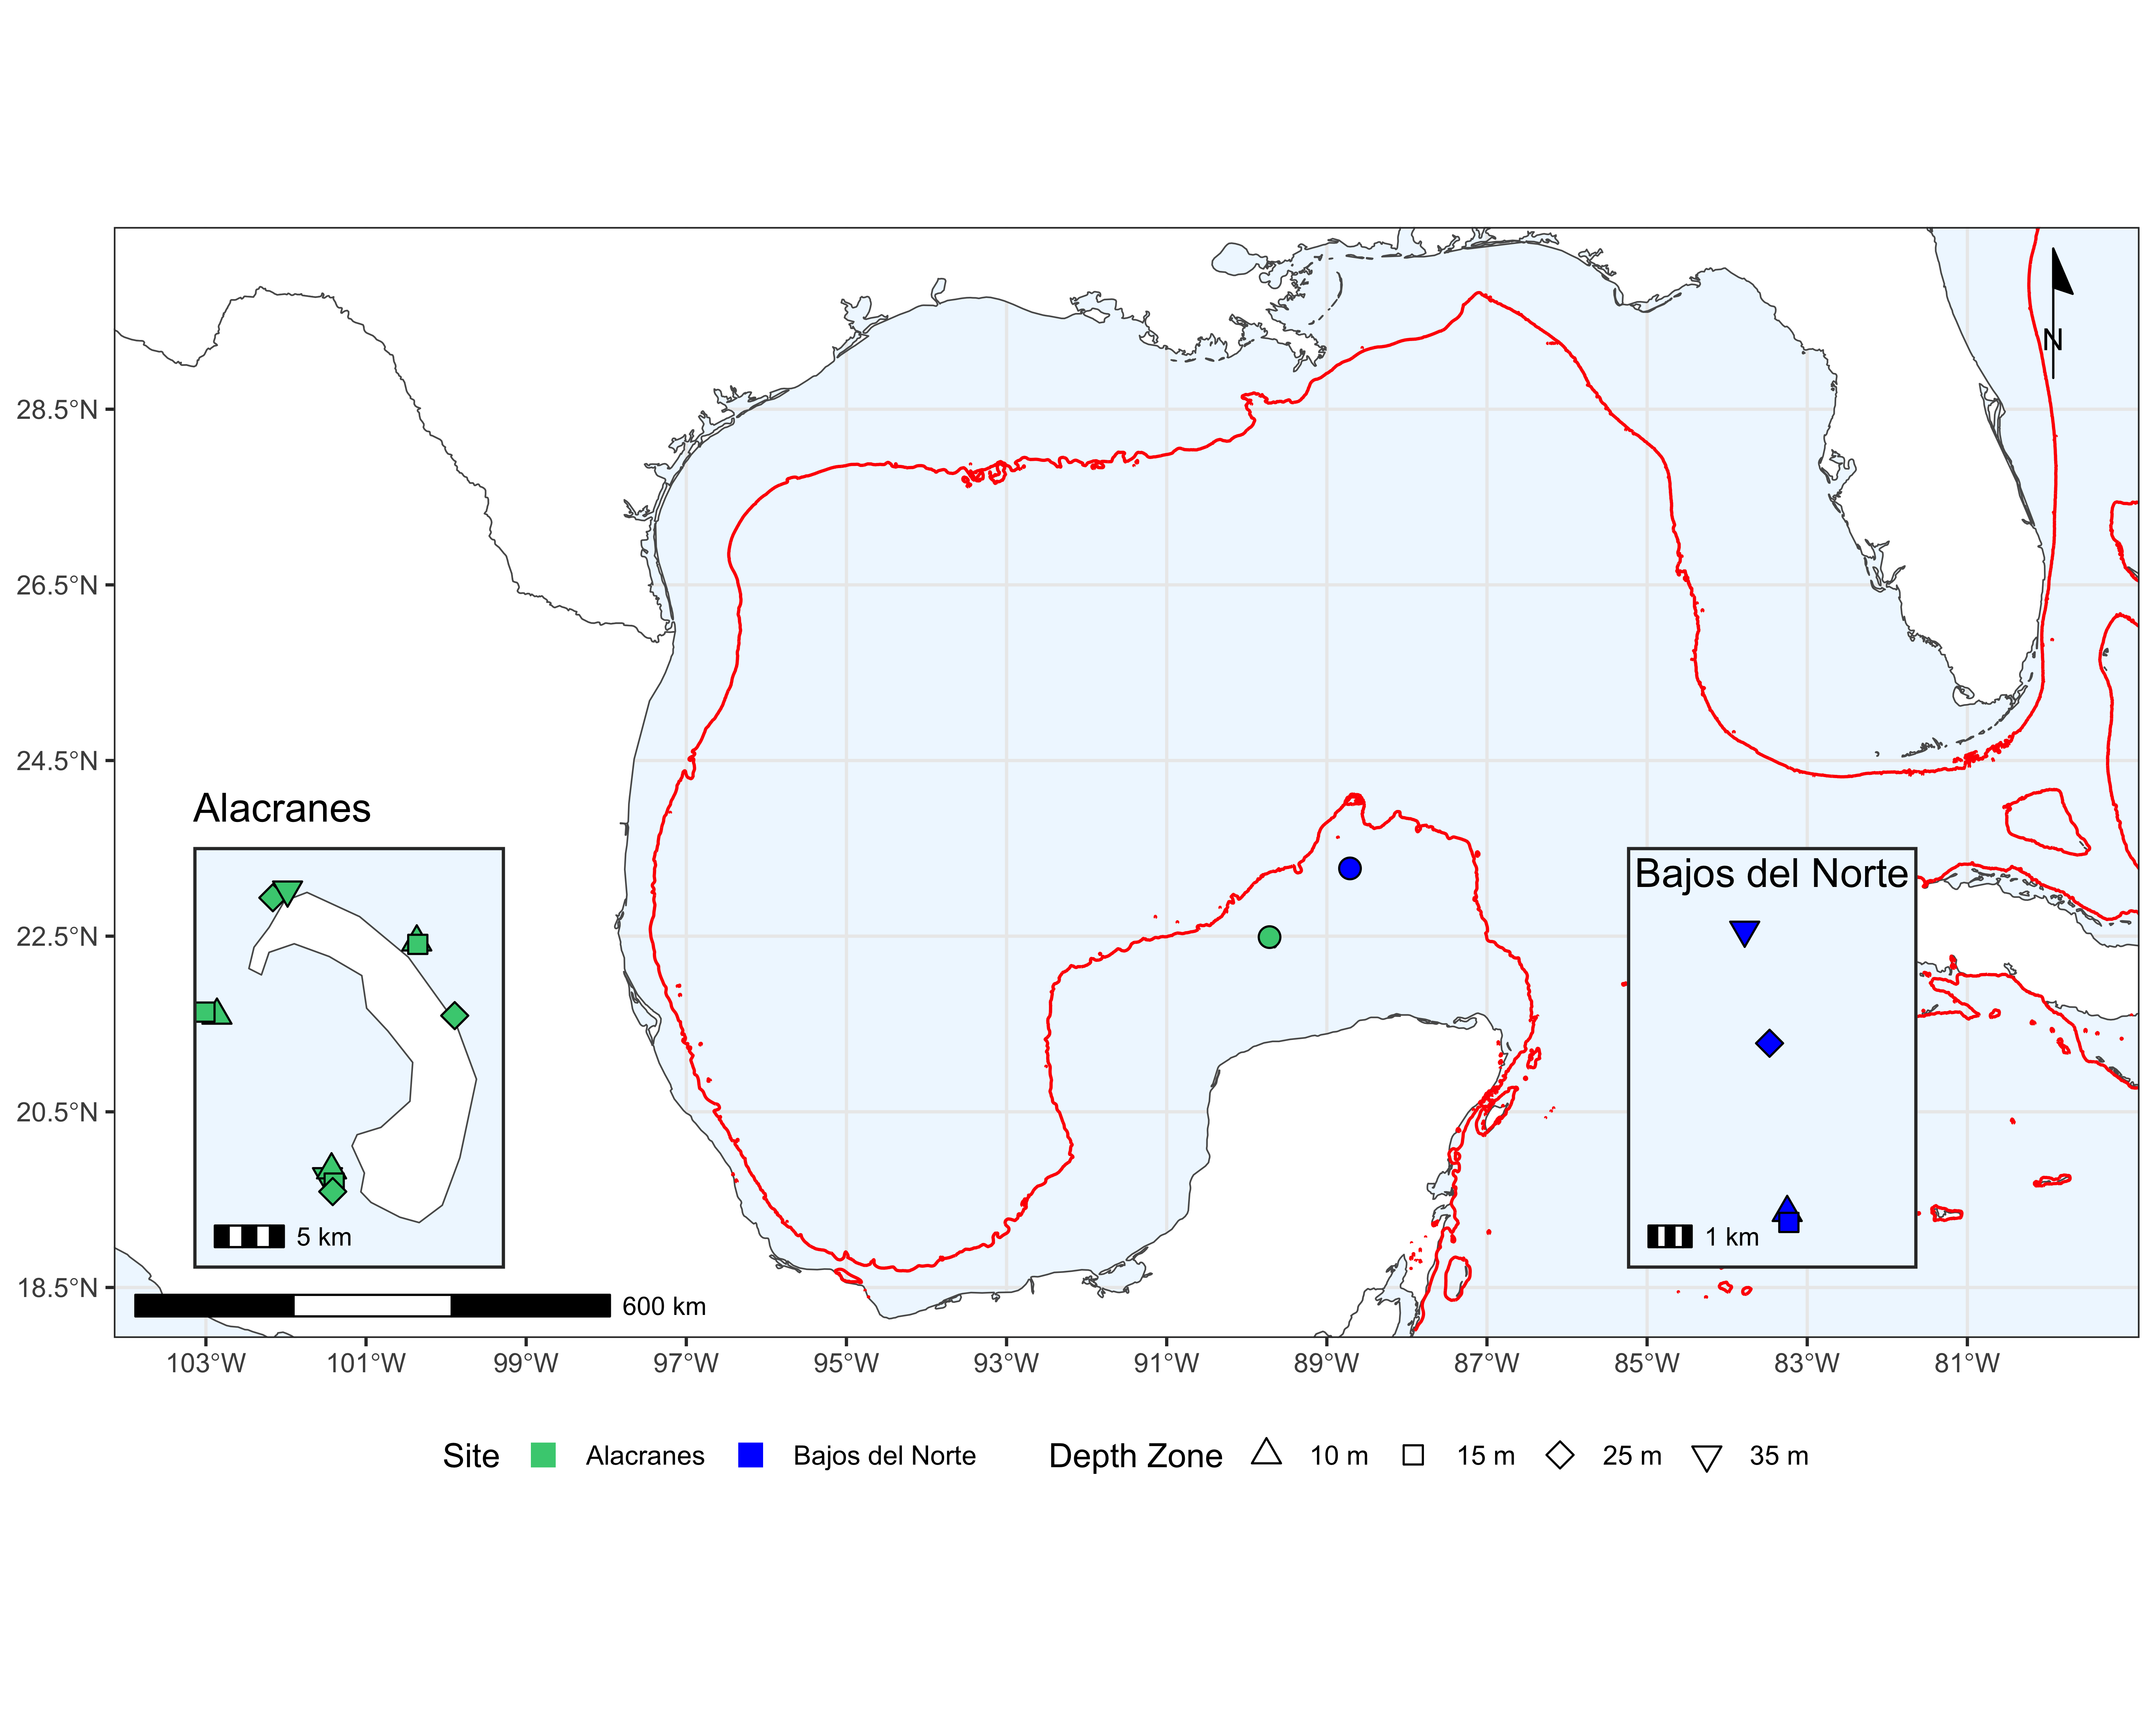 N
28.5°N
26.5°N
24.5°N
22.5°N
20.5°N
18.5°N
Alacranes
5 km
Bajos del Norte
1 km
600 km
103°W 101°W 99°W 97°W 95°W 93°W 91°W 89°W 87°W 85°W 83°W 81°W
Site Alacranes Bajos del Norte Depth Zone 10 m 15 m 25 m 35 m